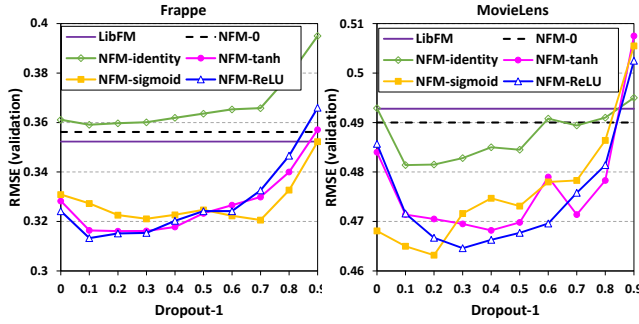 Frappe
0.4
0.38
0.36
0.34
0.32
0.3
RMSE (validation)
LibFM
NFM-0
NFM-identity
NFM-tanh
NFM-sigmoid
NFM-ReLU
0 0.1 0.2 0.3 0.4 0.5 0.6 0.7 0.8 0.9
Dropout-1
MovieLens
0.51
0.5
0.49
0.48
0.47
0.46
RMSE (validation)
LibFM
NFM-0
NFM-identity
NFM-tanh
NFM-sigmoid
NFM-ReLU
0 0.1 0.2 0.3 0.4 0.5 0.6 0.7 0.8 0.9
Dropout-1